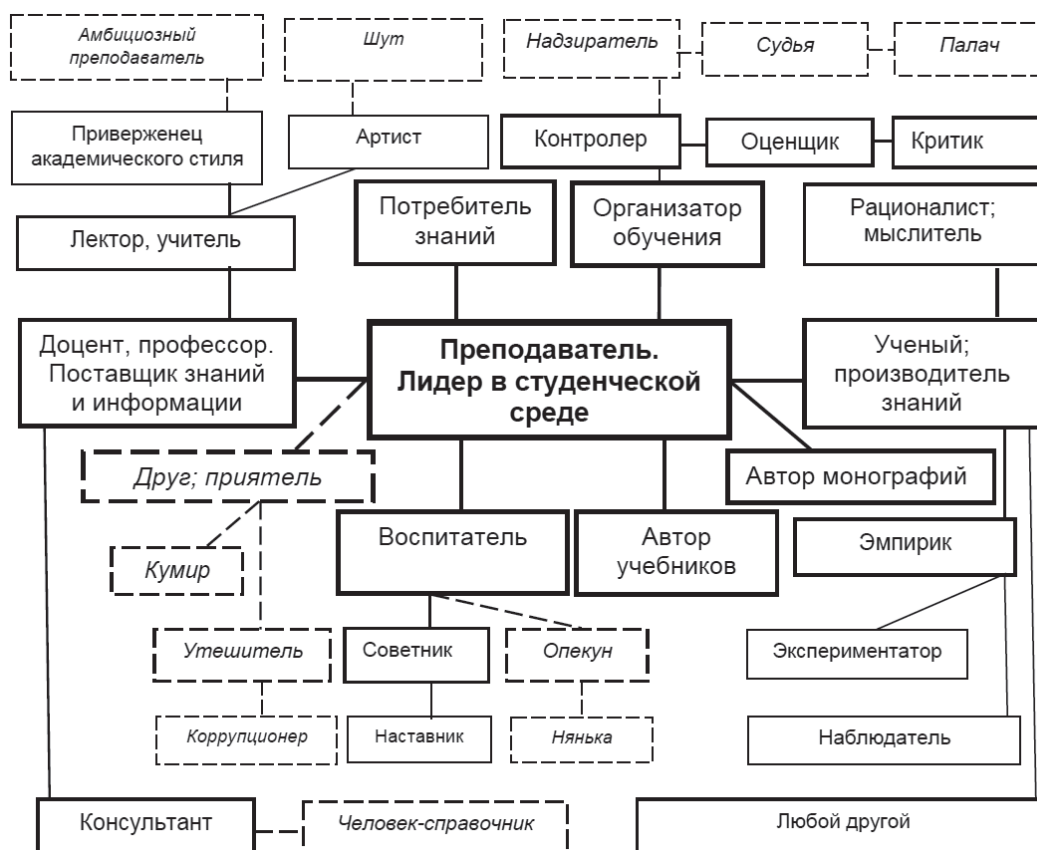 Амбициозный
преподаватель
Шут
Надзиратель
Судья
Палач
Приверженец
академического стиля
Артист
Контролер
Оценщик
Критик
Лектор, учитель
Потребитель
знаний
Организатор
обучения
Рационалист;
мыслитель
Доцент, профессор.
Поставщик знаний
и информации
Преподаватель.
Лидер в студенческой
среде
Ученый;
производитель
знаний
Друг; приятель
Автор монографий
Кумир
Воспитатель
Автор
учебников
Эмпирик
Утешитель
Советник
Опекун
Экспериментатор
Коррупционер
Наставник
Нянька
Наблюдатель
Консультант
Человек-справочник
Любой другой